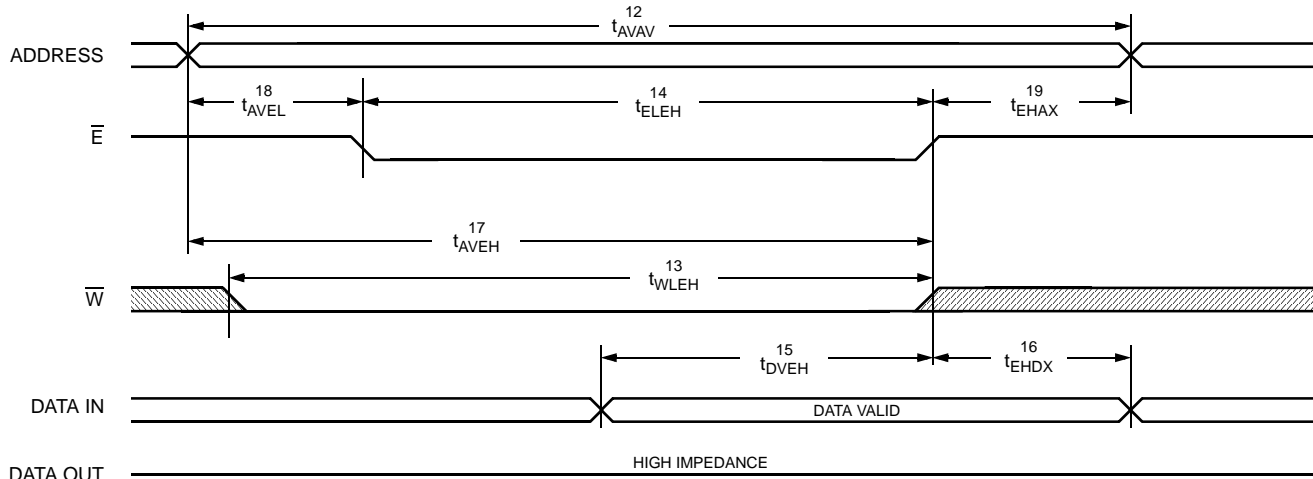 12
tAVAV
ADDRESS
18
tAVEL
14
tELEH
19
tEHAX
E
17
tAVEH
13
tWLEH
W
15
tDVEH
16
tEHDX
DATA IN
DATA VALID
HIGH IMPEDANCE
DATA OUT